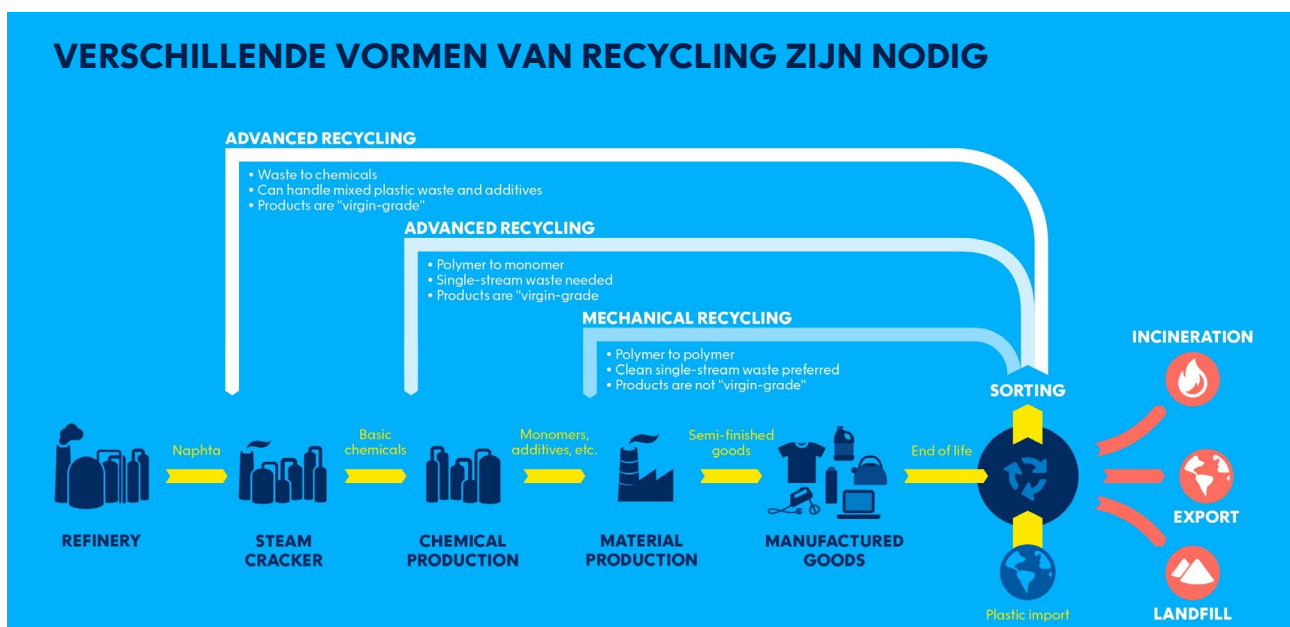 VERSCHILLENDE VORMEN VAN RECYCLING ZIJN NODIG
ADVANCED RECYCLING
• Waste to chemicals
• Can handle mixed plastic waste and additives
• Products are "virgin-grade"
ADVANCED RECYCLING
• Polymer to monomer
• Single-stream waste needed
• Products are "virgin-grade
MECHANICAL RECYCLING
• Polymer to polymer
• Clean single-stream waste preferred
• Products are not "virgin-grade"
SORTING
INCINERATION
EXPORT
LANDFILL
Naphta
Basic
chemicals
Monomers,
additives, etc.
Semi-finished
goods
End of life
REFINERY
STEAM
CRACKER
CHEMICAL
PRODUCTION
MATERIAL
PRODUCTION
MANUFACTURED
GOODS
Plastic import